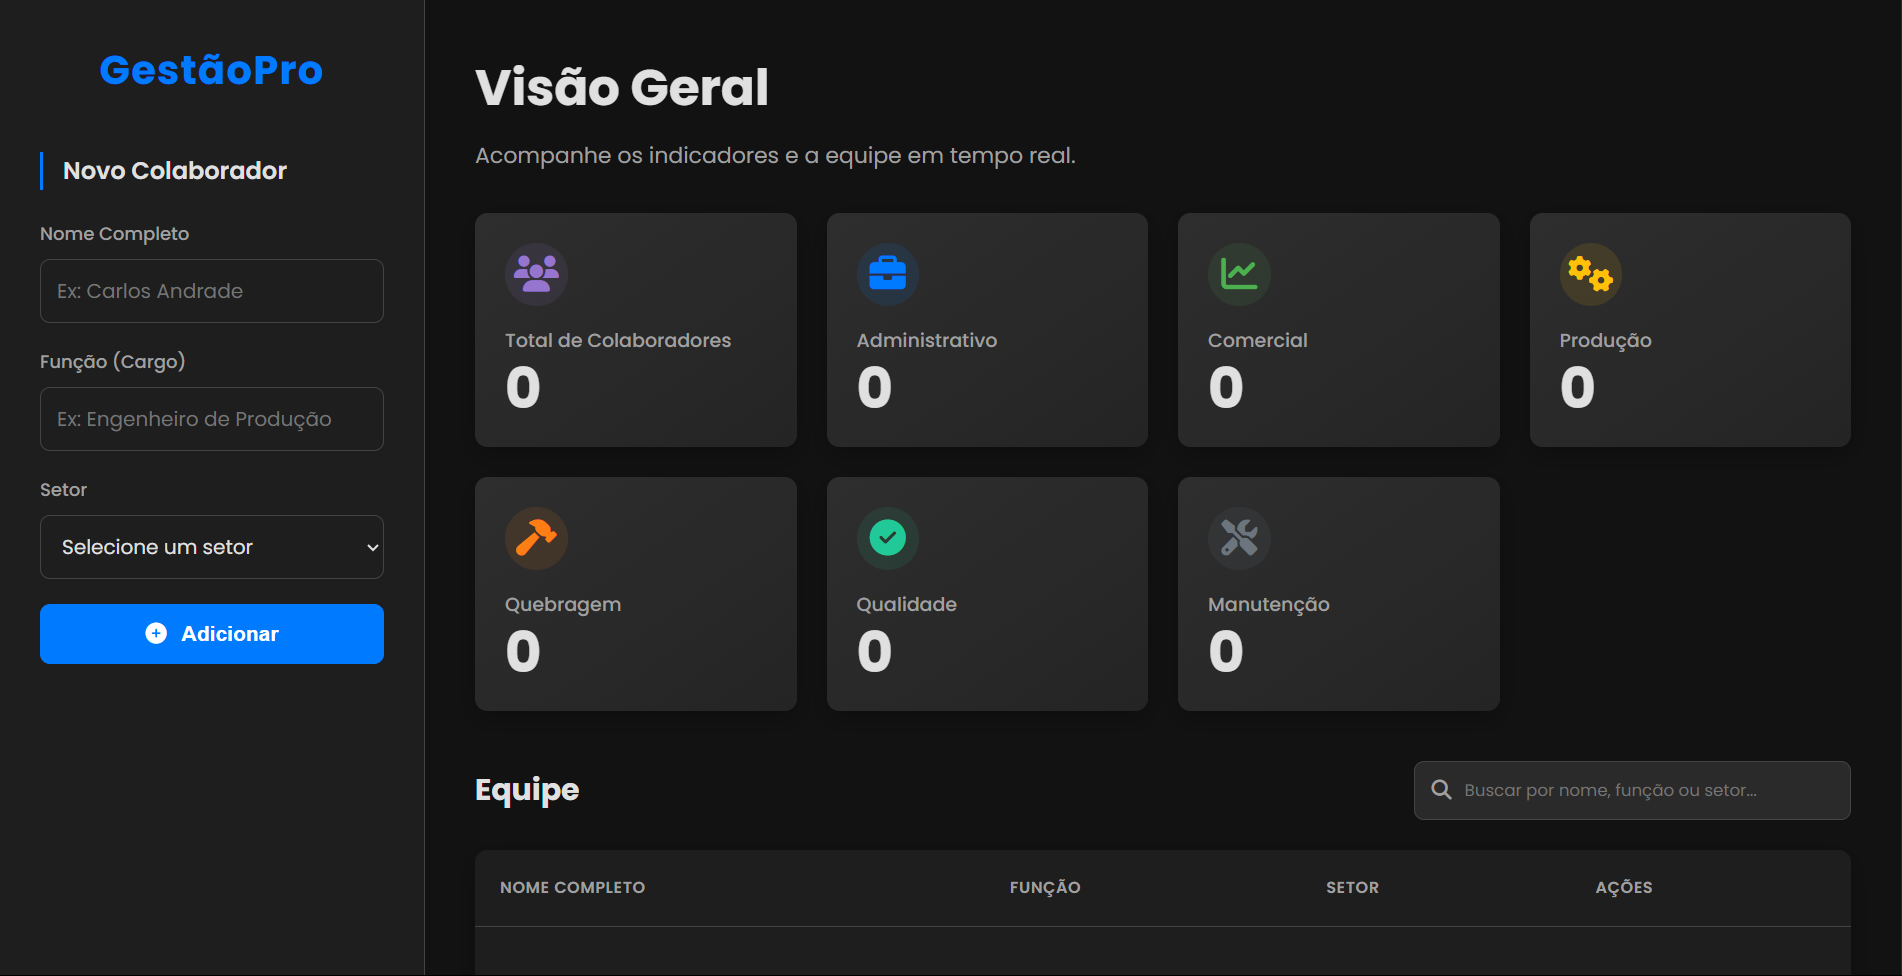 GestãoPro
Novo Colaborador
Nome Completo
Ex: Carlos Andrade
Função (Cargo)
Ex: Engenheiro de Produção
Setor
Selecione um setor
Adicionar
Visão Geral
Acompanhe os indicadores e a equipe em tempo real.
Total de Colaboradores
0
Administrativo
0
Comercial
0
Produção
0
Quebragem
0
Qualidade
0
Manutenção
0
Equipe
Buscar por nome, função ou setor...
NOME COMPLETO FUNÇÃO SETOR AÇÕES